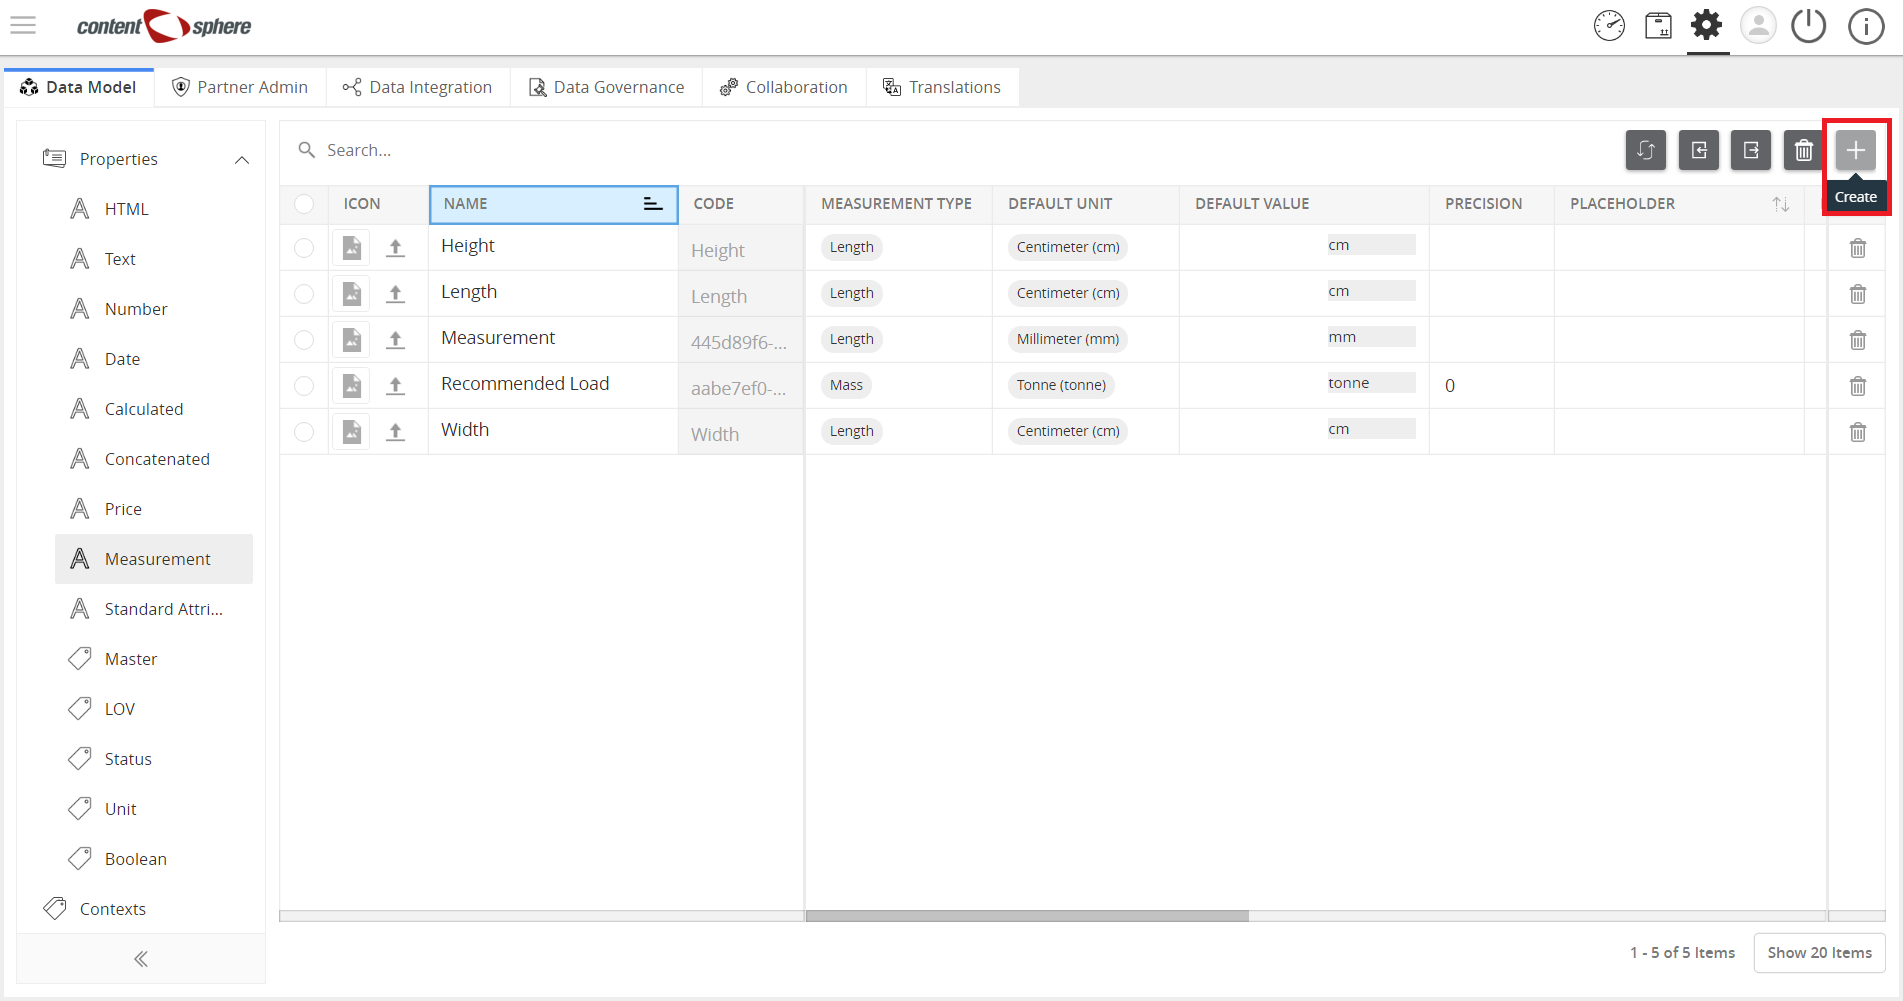 content sphere
Data Model Partner Admin Data Integration Data Governance Collaboration Translations
Properties
HTML
Text
Number
Date
Calculated
Concatenated
Price
Measurement
Standard Attri...
Master
LOV
Status
Unit
Boolean
Contexts
Search...
Create
ICON NAME CODE MEASUREMENT TYPE DEFAULT UNIT DEFAULT VALUE PRECISION PLACEHOLDER
Height Height Length Centimeter (cm) cm
Length Length Length Centimeter (cm) cm
Measurement 445d89f6-... Length Millimeter (mm) mm
Recommended Load aabe7ef0-... Mass Tonne (tonne) tonne 0
Width Width Length Centimeter (cm) cm
1 - 5 of 5 Items Show 20 Items